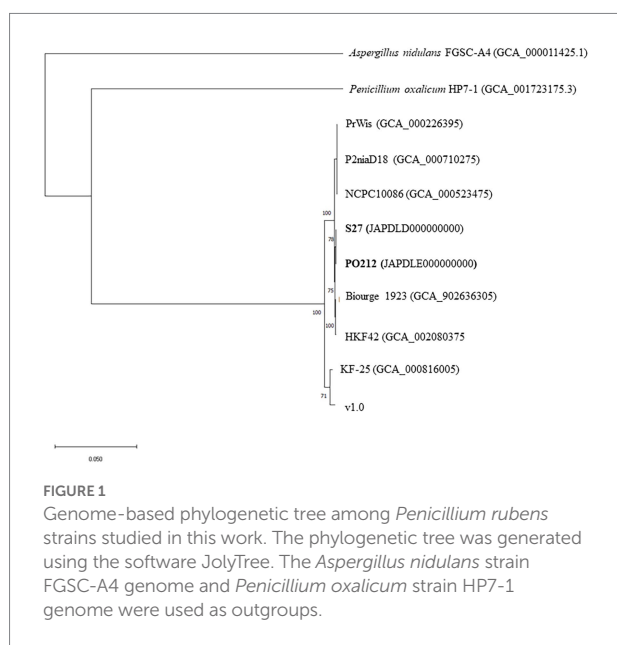 Aspergillus nidulans FGSC-A4 (GCA_000011425.1)
Penicillium oxalicum HP7-1 (GCA_001723175.3)
PrWis (GCA_000226395)
P2niaD18 (GCA_000710275)
NCPC10086 (GCA_000523475)
100
S27 (JAPDLD000000000)
78
PO212 (JAPDLE000000000)
75
Biourge 1923 (GCA_902636305)
100
100
HKF42 (GCA_002080375
KF-25 (GCA_000816005)
71
v1.0
0.050
FIGURE 1
Genome-based phylogenetic tree among Penicillium rubens
strains studied in this work. The phylogenetic tree was generated
using the software JolyTree. The Aspergillus nidulans strain
FGSC-A4 genome and Penicillium oxalicum strain HP7-1
genome were used as outgroups.